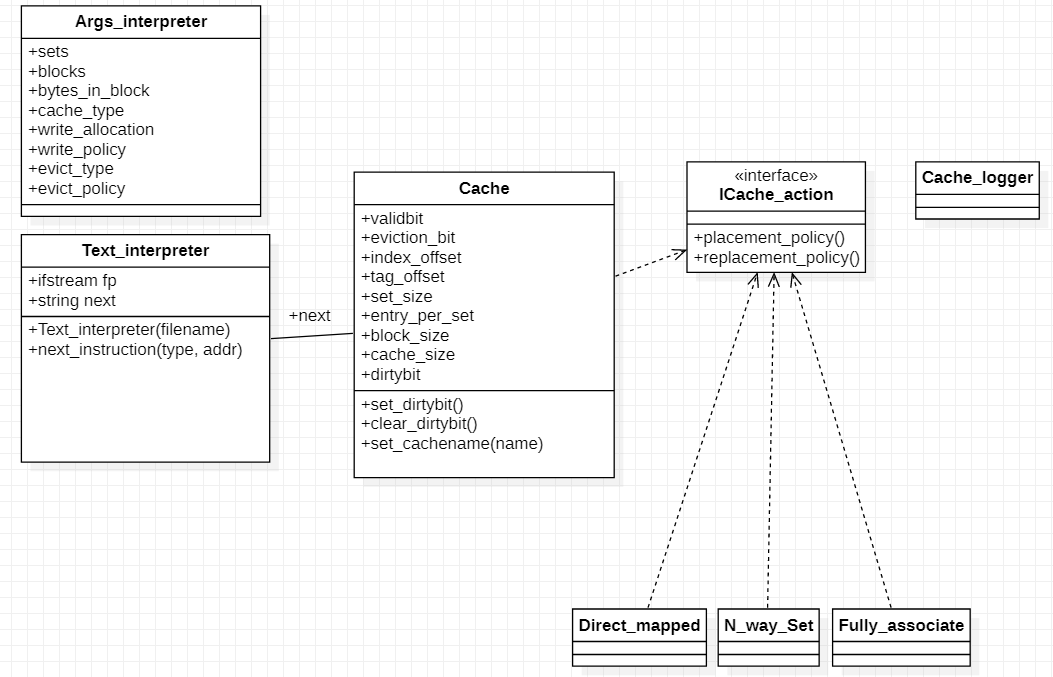 Args_interpreter
+sets
+blocks
+bytes_in_block
+cache_type
+write_allocation
+write_policy
+evict_type
+evict_policy
Text_interpreter
+ifstream fp
+string next
+Text_interpreter(filename)
+next_instruction(type, addr)
+next
Cache
+validbit
+eviction_bit
+index_offset
+tag_offset
+set_size
+entry_per_set
+block_size
+cache_size
+dirtybit
+set_dirtybit()
+clear_dirtybit()
+set_cachename(name)
«interface»
ICache_action
+placement_policy()
+replacement_policy()
Cache_logger
Direct_mapped
N_way_Set
Fully_associate